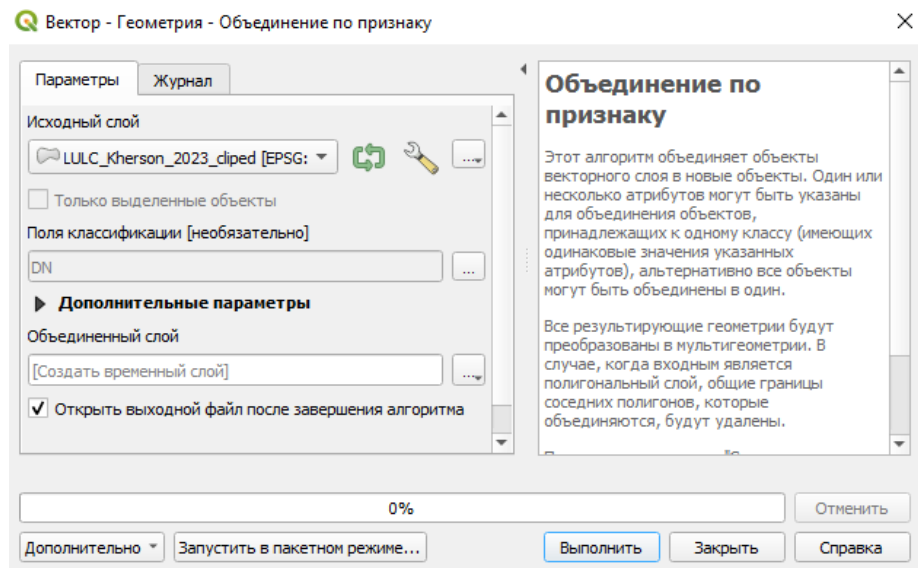 Вектор - Геометрия - Объединение по признаку
Параметры
Журнал
Исходный слой
LULC_Kherson_2023_cliped [EPSG:
...
Только выделенные объекты
Поля классификации [необязательно]
DN
...
Дополнительные параметры
Объединенный слой
[Создать временный слой]
...
Открыть выходной файл после завершения алгоритма
Объединение по
признаку
Этот алгоритм объединяет объекты
векторного слоя в новые объекты. Один или
несколько атрибутов могут быть указаны
для объединения объектов,
принадлежащих к одному классу (имеющих
одинаковые значения указанных
атрибутов), альтернативно все объекты
могут быть объединены в один.
Все результирующие геометрии будут
преобразованы в мультигеометрии. В
случае, когда входным является
полигональный слой, общие границы
соседних полигонов, которые
объединяются, будут удалены.
0%
Отменить
Дополнительно
Запустить в пакетном режиме...
Выполнить
Закрыть
Справка